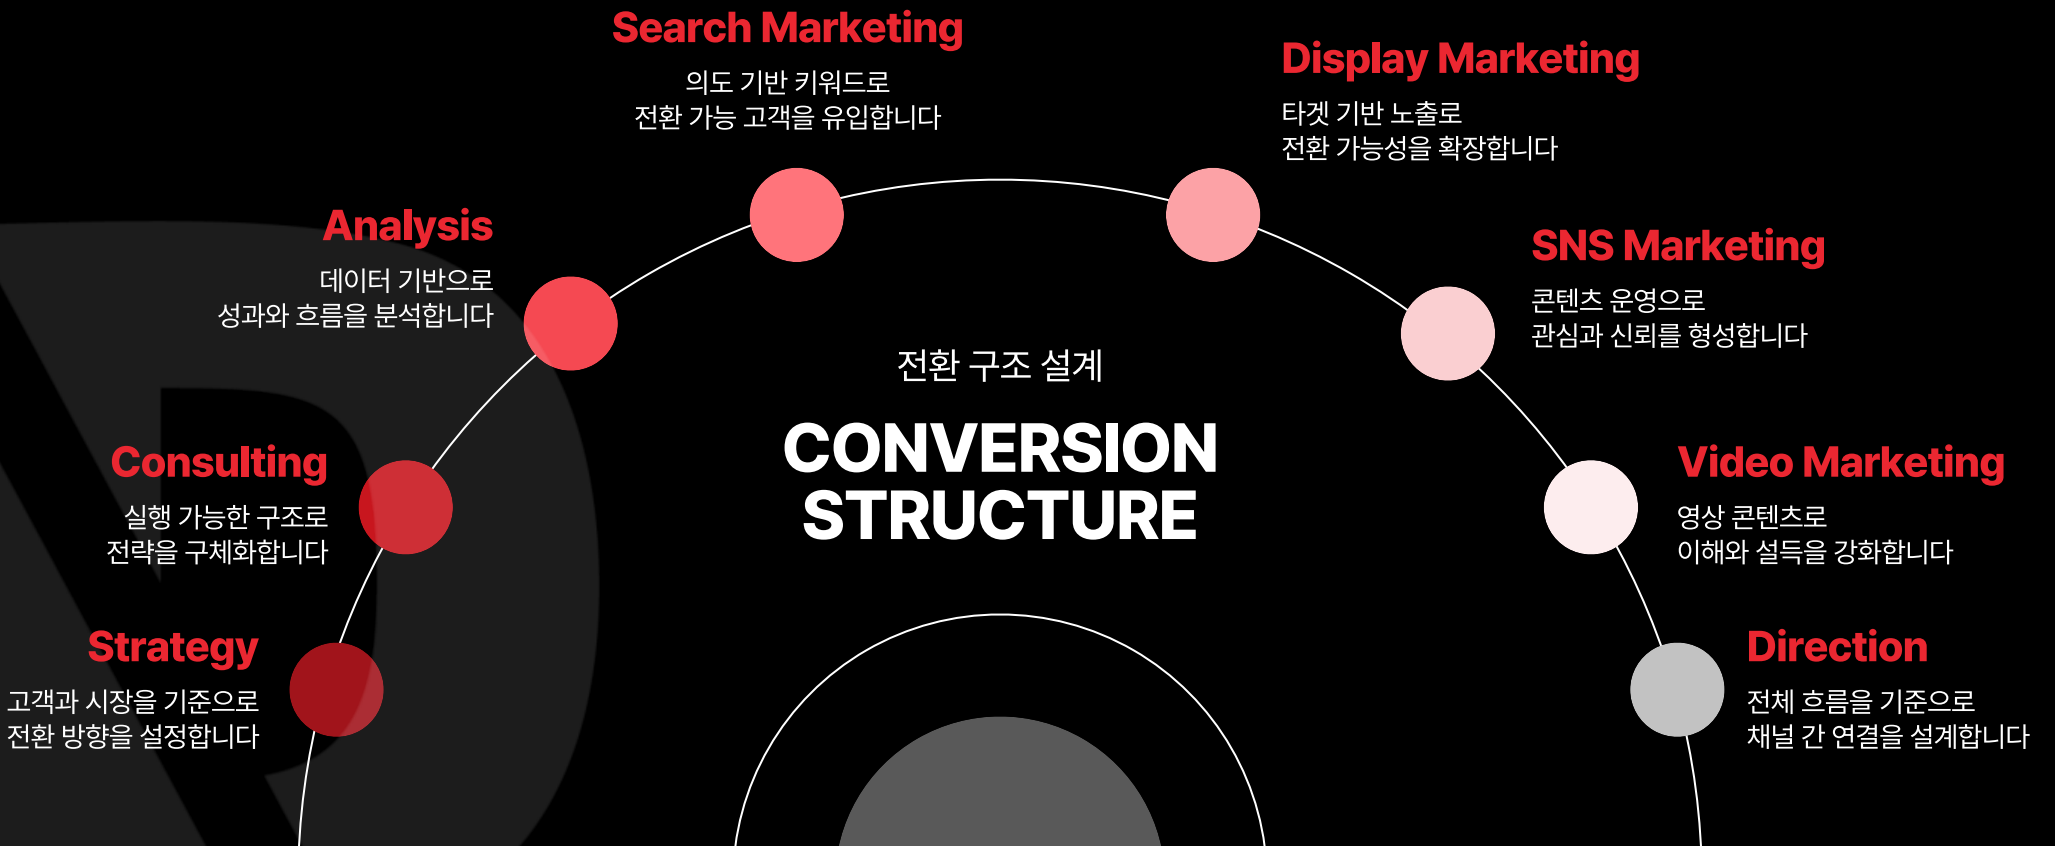 Search Marketing
의도 기반 키워드로
전환 가능 고객을 유입합니다
Display Marketing
타겟 기반 노출로
전환 가능성을 확장합니다
Analysis
데이터 기반으로
성과와 흐름을 분석합니다
SNS Marketing
콘텐츠 운영으로
관심과 신뢰를 형성합니다
전환 구조 설계
CONVERSION
STRUCTURE
Consulting
실행 가능한 구조로
전략을 구체화합니다
Video Marketing
영상 콘텐츠로
이해와 설득을 강화합니다
Strategy
고객과 시장을 기준으로
전환 방향을 설정합니다
Direction
전체 흐름을 기준으로
채널 간 연결을 설계합니다